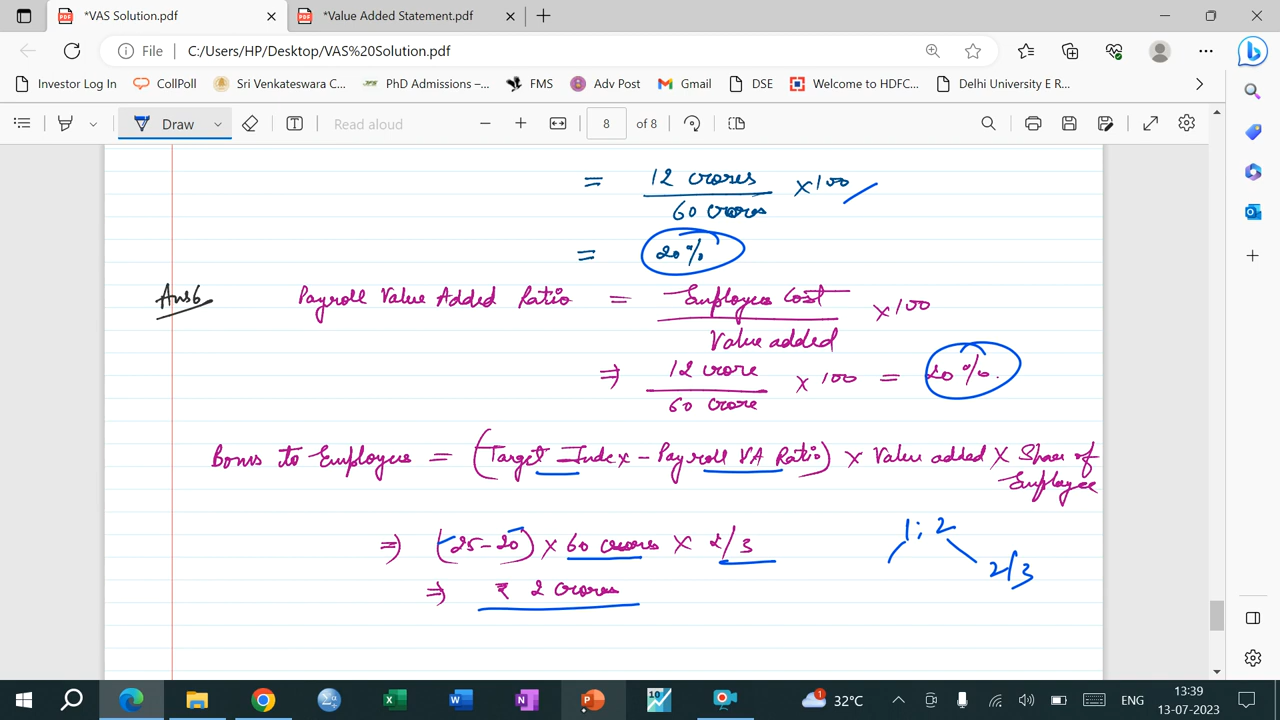 *VAS Solution.pdf
*Value Added Statement.pdf
File
C:/Users/HP/Desktop/VAS%20Solution.pdf
Investor Log In
CollPoll
Sri Venkateswara C...
PhD Admissions –...
FMS
Adv Post
Gmail
DSE
Welcome to HDFC...
Delhi University E R...
Draw
Read aloud
8
of 8
= 12 crores
60 crores
×100
= 20%
Ans6
Payroll Value Added Ratio = Employee Cost
Value added
×100
⇒ 12 crore
60 crore
× 100 = 20%.
Bonus to Employee = (Target Index - Payroll VA Ratio) × Value added × Share of
Employee
⇒ (25-20) × 60 crores × 2/3
1:2
2/3
⇒ ₹ 2 crores
1
32°C
ENG
13:39
13-07-2023